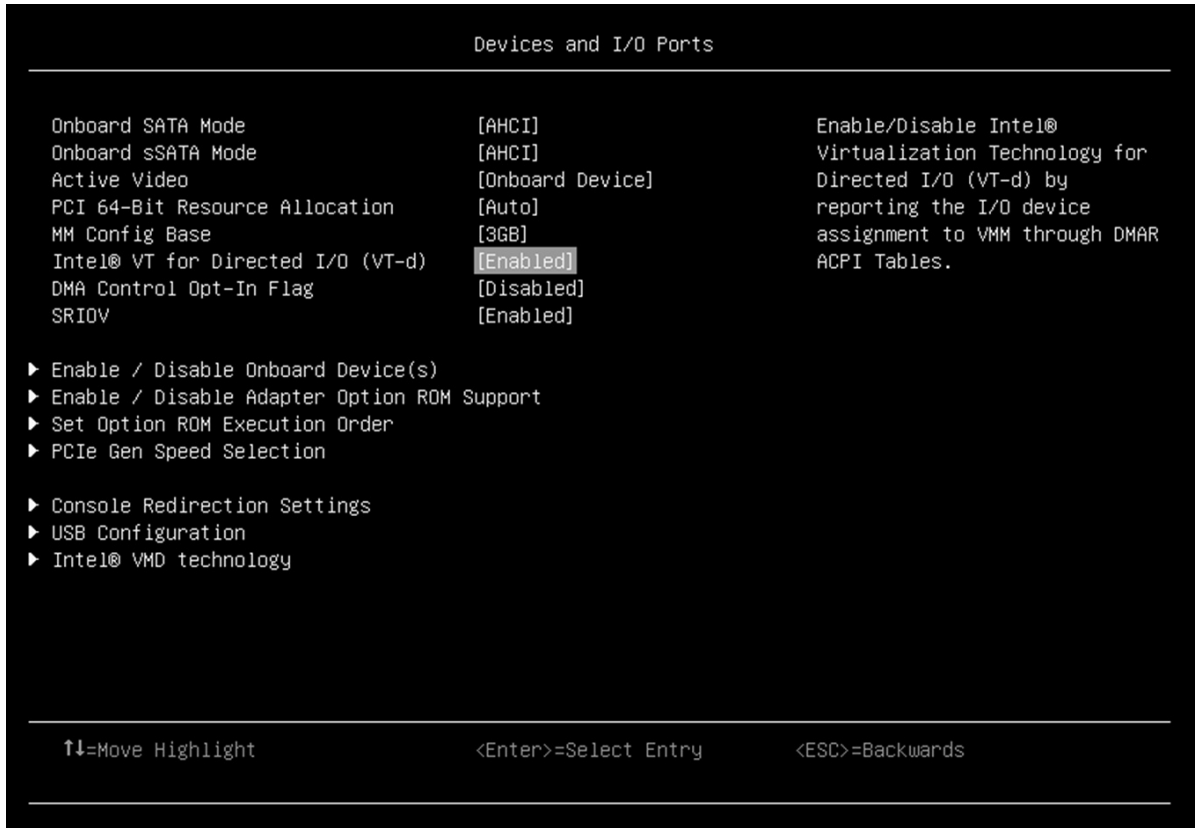 Devices and I/O Ports
Onboard SATA Mode [AHCI]
Onboard sSATA Mode [AHCI]
Active Video [Onboard Device]
PCI 64-Bit Resource Allocation [Auto]
MM Config Base [3GB]
Intel® VT for Directed I/O (VT-d) [Enabled]
DMA Control Opt-In Flag [Disabled]
SRIOV [Enabled]
Enable/Disable Intel®
Virtualization Technology for
Directed I/O (VT-d) by
reporting the I/O device
assignment to VMM through DMAR
ACPI Tables.
▶ Enable / Disable Onboard Device(s)
▶ Enable / Disable Adapter Option ROM Support
▶ Set Option ROM Execution Order
▶ PCIe Gen Speed Selection
▶ Console Redirection Settings
▶ USB Configuration
▶ Intel® VMD technology
↑↓=Move Highlight <Enter>=Select Entry <ESC>=Backwards